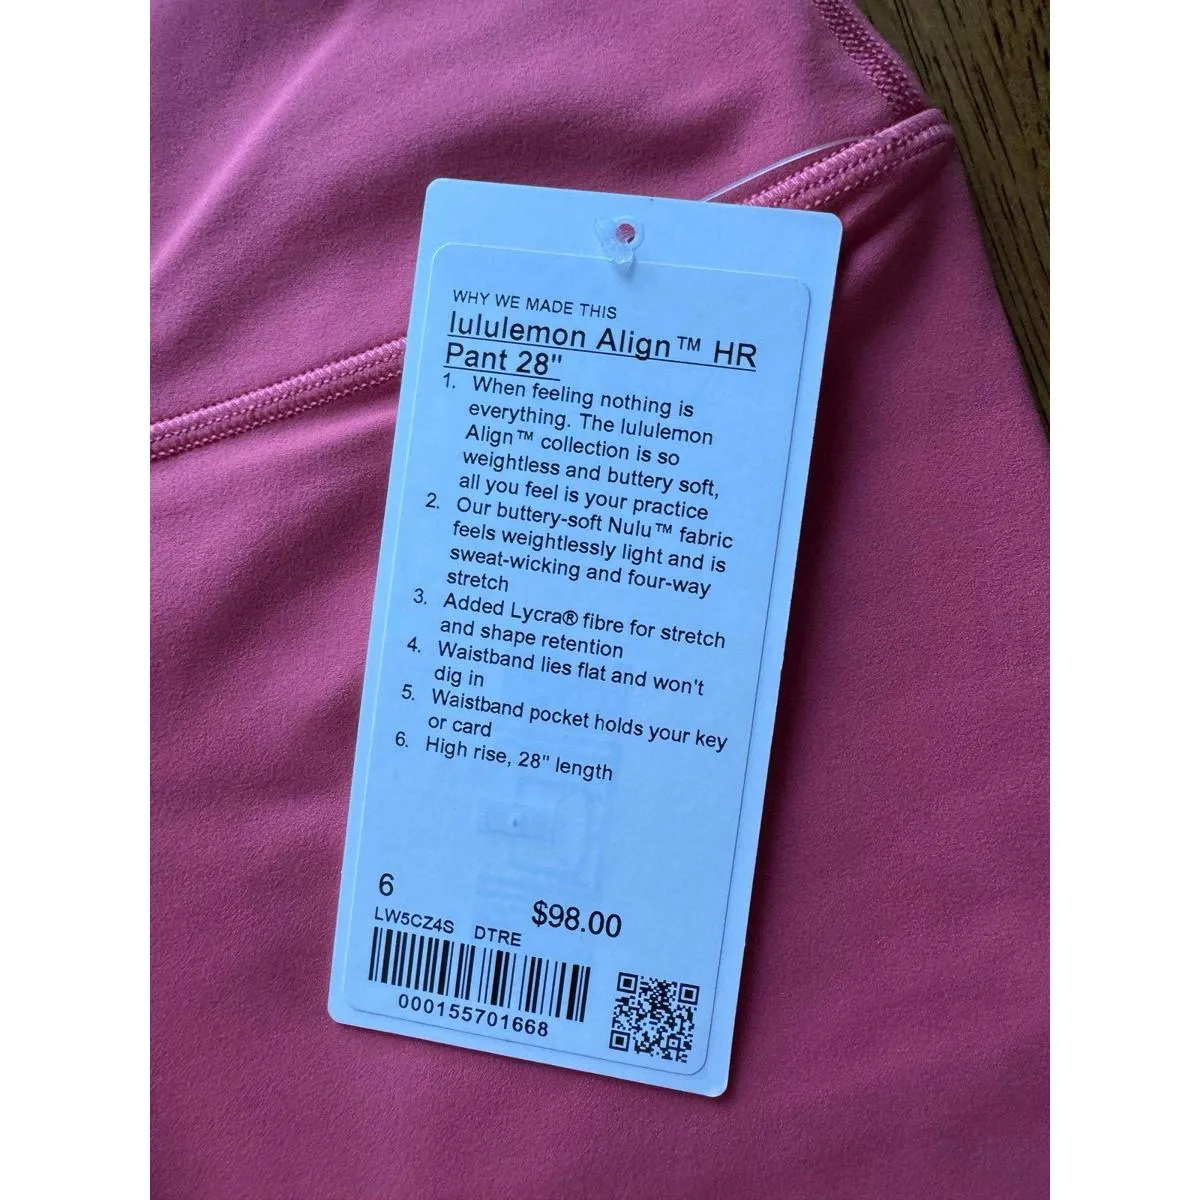 WHY WE MADE THIS
lululemon Align™ HR
Pant 28"
1. When feeling nothing is
everything. The lululemon
Align™ collection is so
weightless and buttery soft,
all you feel is your practice
2. Our buttery-soft Nulu™ fabric
feels weightlessly light and is
sweat-wicking and four-way
stretch
3. Added Lycra® fibre for stretch
and shape retention
4. Waistband lies flat and won't
dig in
5. Waistband pocket holds your key
or card
6. High rise, 28" length
6
$98.00
LW5CZ4S DTRE
000155701668